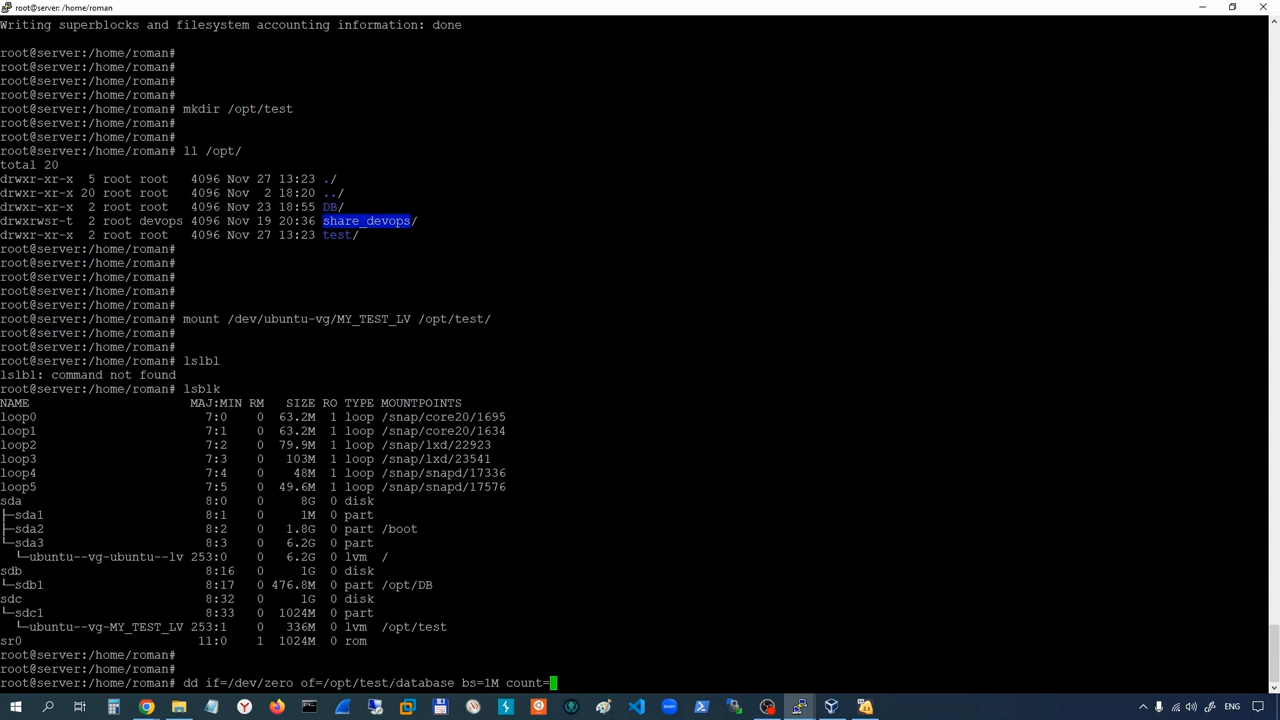 root@server: /home/roman
Writing superblocks and filesystem accounting information: done
root@server:/home/roman#
root@server:/home/roman#
root@server:/home/roman#
root@server:/home/roman#
root@server:/home/roman# mkdir /opt/test
root@server:/home/roman#
root@server:/home/roman#
root@server:/home/roman# ll /opt/
total 20
drwxr-xr-x  5 root root   4096 Nov 27 13:23 ./
drwxr-xr-x 20 root root   4096 Nov  2 18:20 ../
drwxr-xr-x  2 root root   4096 Nov 23 18:55 DB/
drwxrwsr-t  2 root devops 4096 Nov 19 20:36 share_devops/
drwxr-xr-x  2 root root   4096 Nov 27 13:23 test/
root@server:/home/roman#
root@server:/home/roman#
root@server:/home/roman#
root@server:/home/roman#
root@server:/home/roman#
root@server:/home/roman# mount /dev/ubuntu-vg/MY_TEST_LV /opt/test/
root@server:/home/roman#
root@server:/home/roman#
root@server:/home/roman# lslbl
lslbl: command not found
root@server:/home/roman# lsblk
NAME                      MAJ:MIN RM   SIZE RO TYPE MOUNTPOINTS
loop0                       7:0    0  63.2M  1 loop /snap/core20/1695
loop1                       7:1    0  63.2M  1 loop /snap/core20/1634
loop2                       7:2    0  79.9M  1 loop /snap/lxd/22923
loop3                       7:3    0   103M  1 loop /snap/lxd/23541
loop4                       7:4    0    48M  1 loop /snap/snapd/17336
loop5                       7:5    0  49.6M  1 loop /snap/snapd/17576
sda                         8:0    0     8G  0 disk
├─sda1                      8:1    0     1M  0 part
├─sda2                      8:2    0   1.8G  0 part /boot
└─sda3                      8:3    0   6.2G  0 part
  └─ubuntu--vg-ubuntu--lv 253:0    0   6.2G  0 lvm  /
sdb                         8:16   0     1G  0 disk
└─sdb1                      8:17   0 476.8M  0 part /opt/DB
sdc                         8:32   0     1G  0 disk
└─sdc1                      8:33   0  1024M  0 part
  └─ubuntu--vg-MY_TEST_LV 253:1    0   336M  0 lvm  /opt/test
sr0                        11:0    1  1024M  0 rom
root@server:/home/roman#
root@server:/home/roman#
root@server:/home/roman# dd if=/dev/zero of=/opt/test/database bs=1M count=
ENG